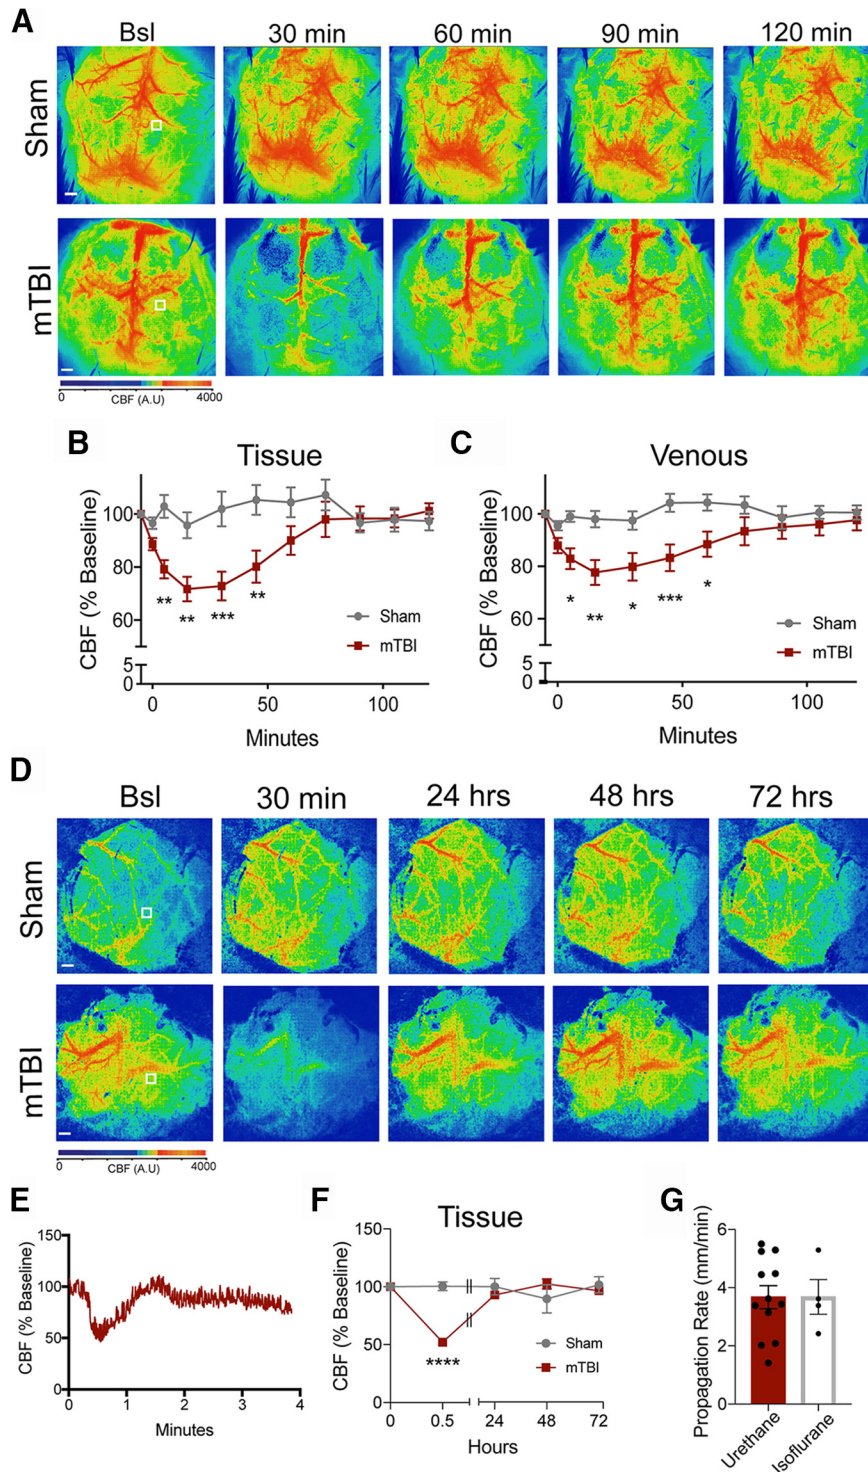 A
Bsl 30 min 60 min 90 min 120 min
Sham
mTBI
0 4000
CBF (A.U)
B
Tissue
CBF (% Baseline)
100
80
60
5
0
** ** *** **
Sham
mTBI
0 50 100
Minutes
C
Venous
CBF (% Baseline)
100
80
60
5
0
* ** * *** *
Sham
mTBI
0 50 100
Minutes
D
Bsl 30 min 24 hrs 48 hrs 72 hrs
Sham
mTBI
0 4000
CBF (A.U)
E
CBF (% Baseline)
150
100
50
0
0 1 2 3 4
Minutes
F
Tissue
CBF (% Baseline)
150
100
50
0
****
Sham
mTBI
0 0.5 24 48 72
Hours
G
Propagation Rate (mm/min)
6
4
2
0
Urethane
Isoflurane